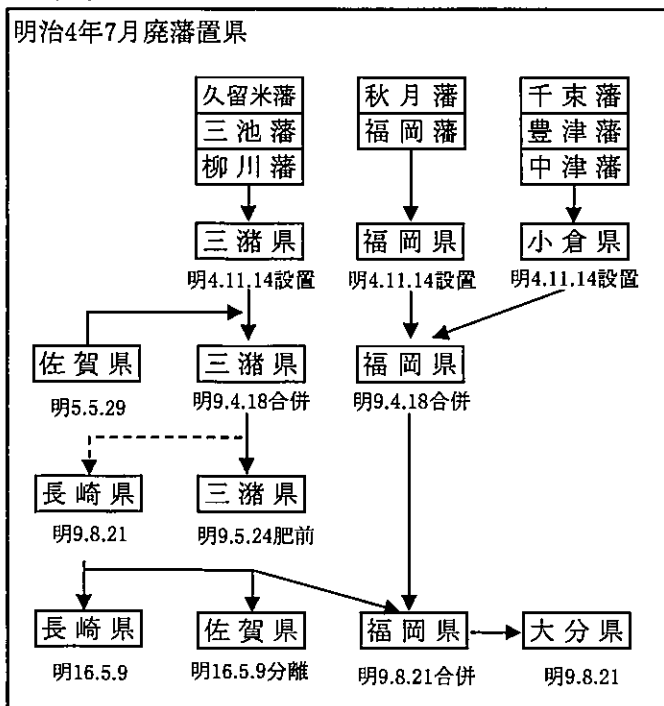 明治4年7月廃藩置県
久留米藩 秋月藩 千束藩
三池藩 福岡藩 豊津藩
柳川藩 中津藩
三潴県 福岡県 小倉県
明4.11.14設置 明4.11.14設置 明4.11.14設置
佐賀県 三潴県 福岡県
明5.5.29 明9.4.18合併 明9.4.18合併
長崎県 三潴県
明9.8.21 明9.5.24肥前
長崎県 佐賀県 福岡県 大分県
明16.5.9 明16.5.9分離 明9.8.21合併 明9.8.21